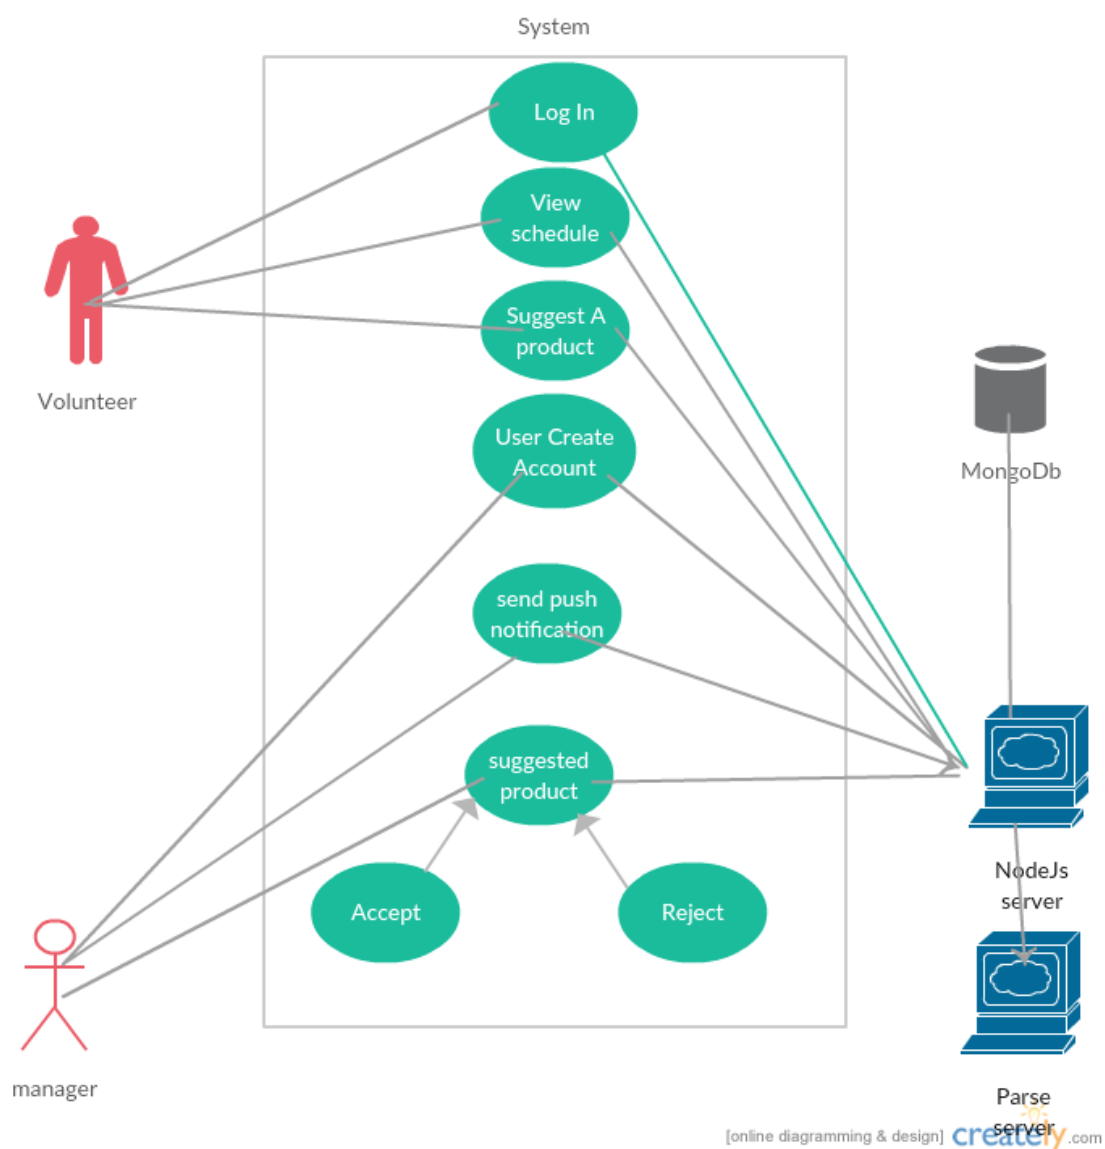 System
Log In
View
schedule
Suggest A
product
Volunteer
User Create
Account
MongoDb
send push
notification
suggested
product
NodeJs
server
Accept
Reject
manager
Parse
server
[online diagramming & design] creately.com